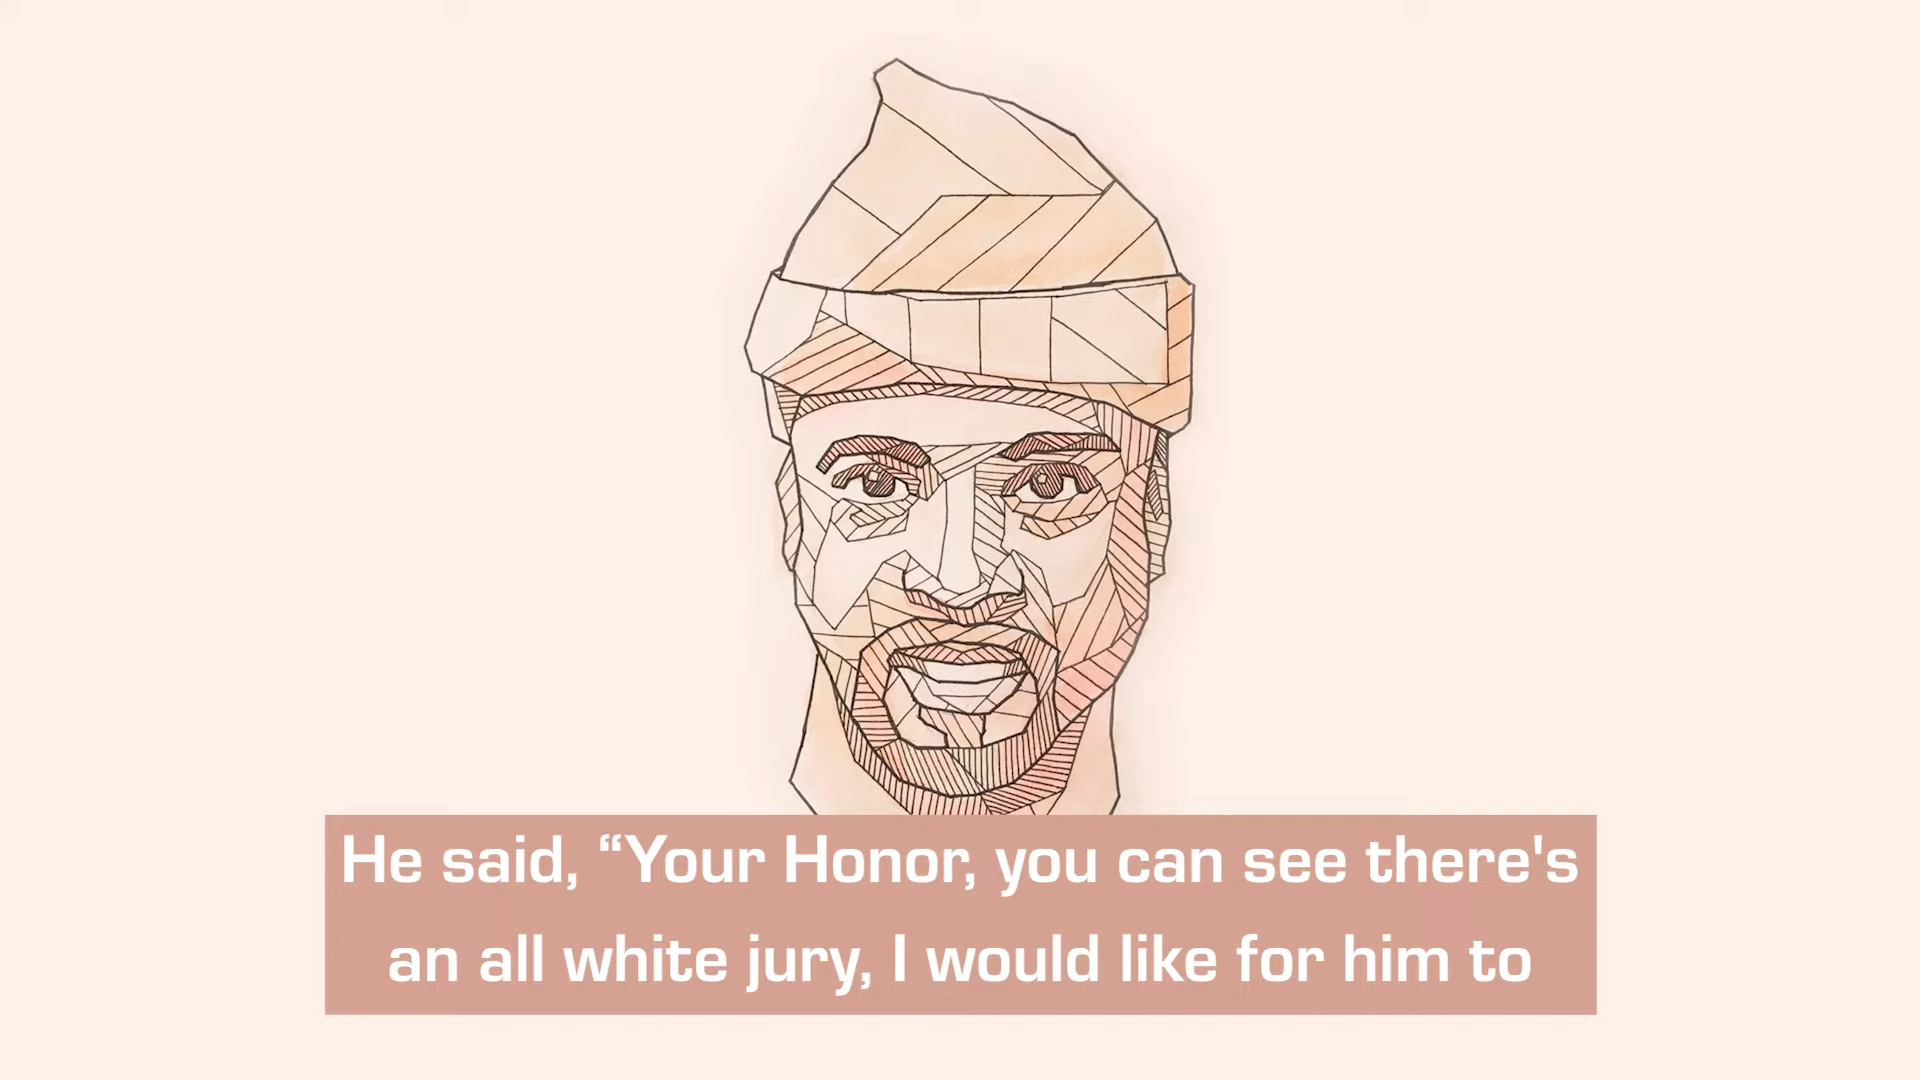 He said, “Your Honor, you can see there's
an all white jury, I would like for him to